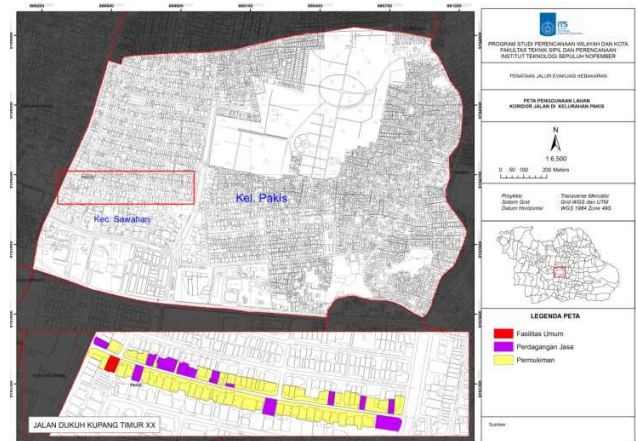 Kel. Pakis
Kec. Sawahan
JALAN DUKUH KUPANG TIMUR XX
ITS
PROGRAM STUDI PERENCANAAN WILAYAH DAN KOTA
FAKULTAS TEKNIK SIPIL DAN PERENCANAAN
INSTITUT TEKNOLOGI SEPULUH NOPEMBER
PENATAAN JALUR EVAKUASI KEBAKARAN
PETA PENGGUNAAN LAHAN
KORIDOR JALAN DI KELURAHAN PAKIS
N
1:6,500
0 50 100 200 Meters
Proyeksi : Transverse Mercator
Sistem Grid : Grid WGS dan UTM
Datum Horizontal : WGS 1984 Zone 49S
LEGENDA PETA
Fasilitas Umum
Perdagangan Jasa
Permukiman
Sumber: